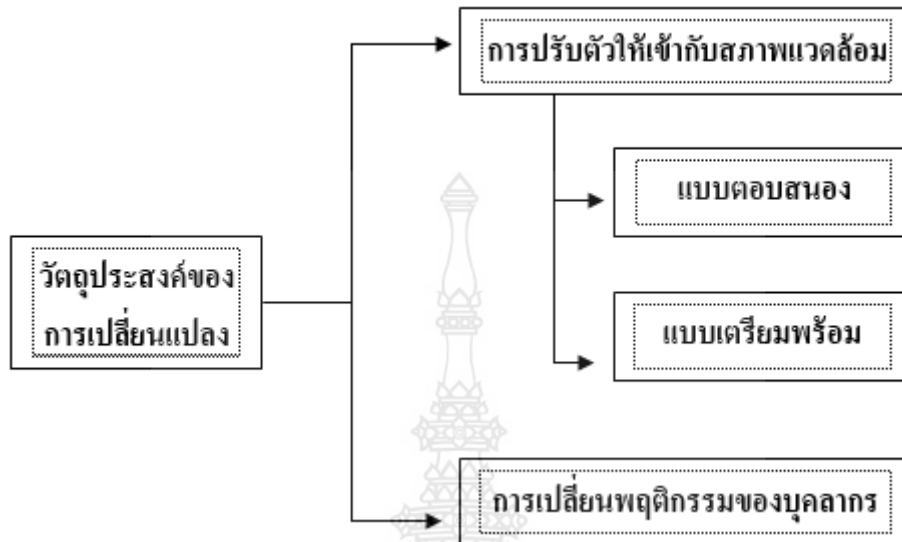 การปรับตัวให้เข้ากับสภาพแวดล้อม
แบบตอบสนอง
วัตถุประสงค์ของ
การเปลี่ยนแปลง
แบบเตรียมพร้อม
การเปลี่ยนพฤติกรรมของบุคลากร